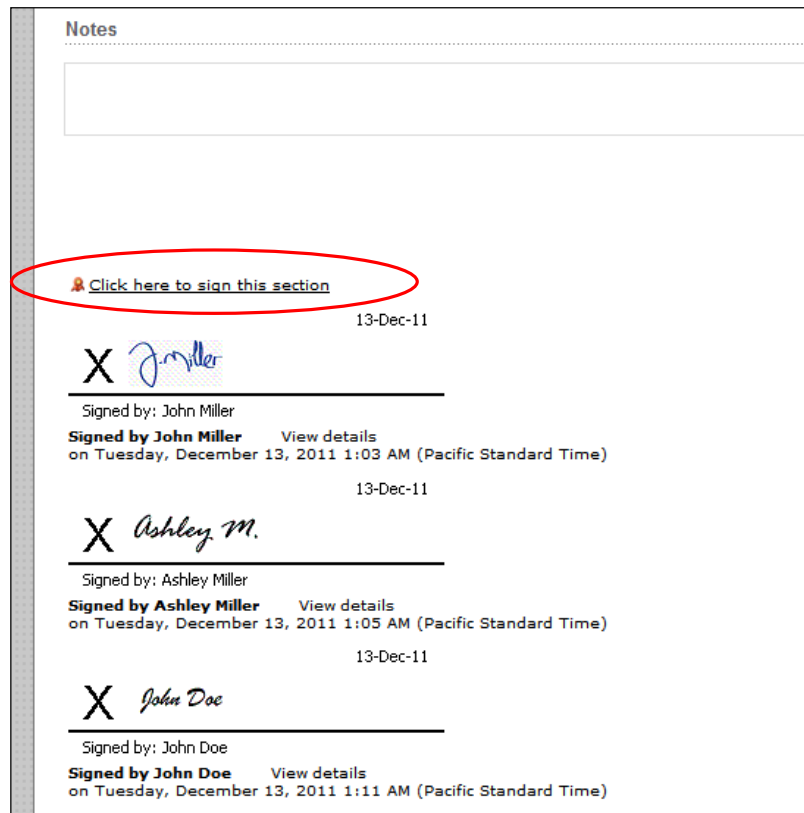 Notes
Click here to sign this section
13-Dec-11
X J.Miller
Signed by: John Miller
Signed by John Miller View details
on Tuesday, December 13, 2011 1:03 AM (Pacific Standard Time)
13-Dec-11
X Ashley M.
Signed by: Ashley Miller
Signed by Ashley Miller View details
on Tuesday, December 13, 2011 1:05 AM (Pacific Standard Time)
13-Dec-11
X John Doe
Signed by: John Doe
Signed by John Doe View details
on Tuesday, December 13, 2011 1:11 AM (Pacific Standard Time)